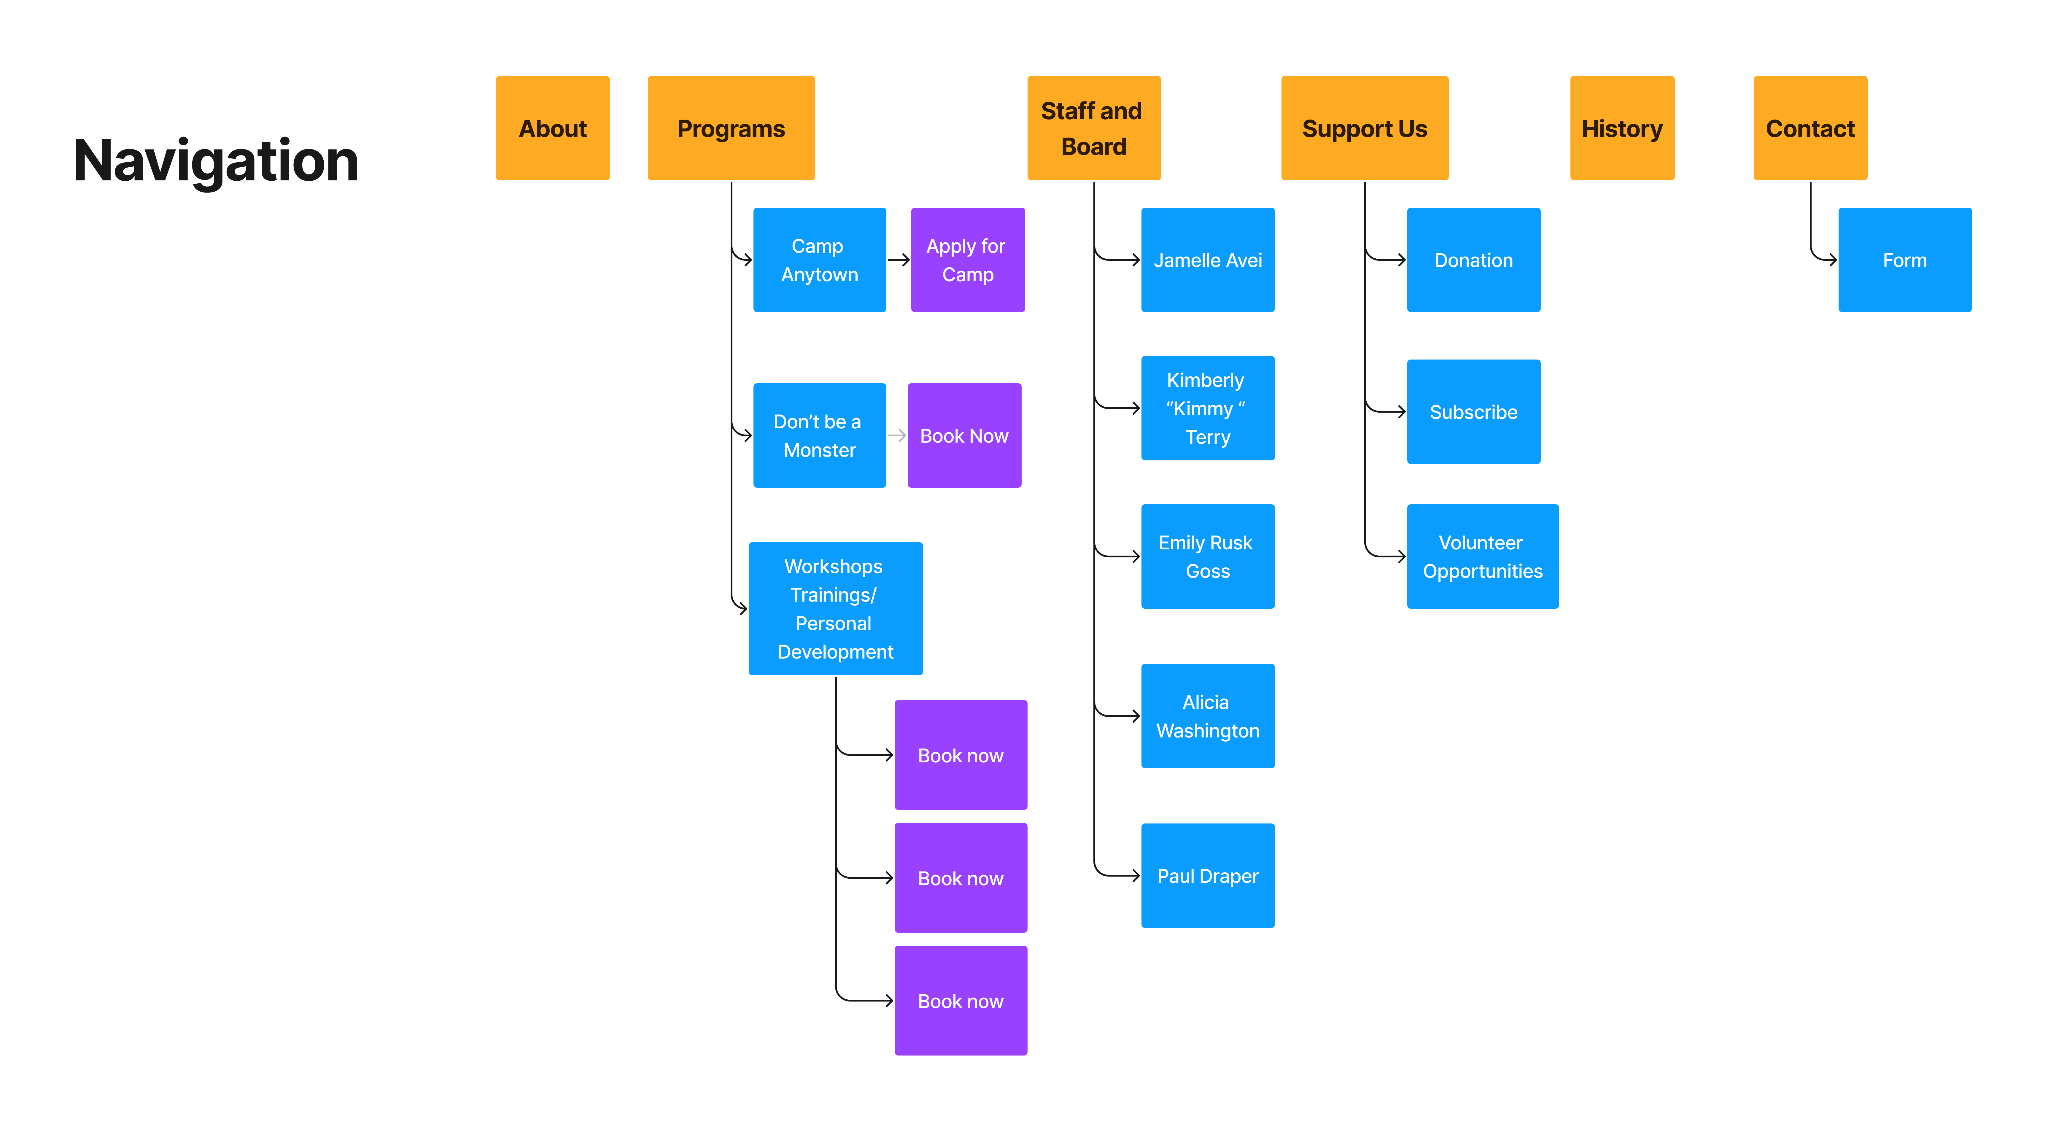 Navigation
About
Programs
Staff and
Board
Support Us
History
Contact
Camp
Anytown
Apply for
Camp
Don’t be a
Monster
Book Now
Workshops
Trainings/
Personal
Development
Book now
Book now
Book now
Jamelle Avei
Kimberly
“Kimmy “
Terry
Emily Rusk
Goss
Alicia
Washington
Paul Draper
Donation
Subscribe
Volunteer
Opportunities
Form